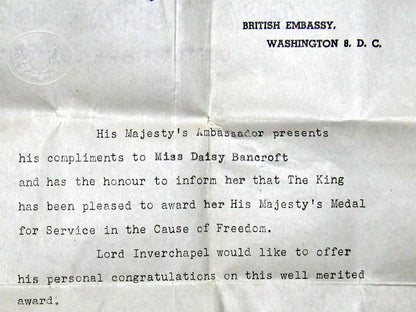 BRITISH EMBASSY,
WASHINGTON 8, D. C.
His Majesty's Ambassador presents
his compliments to Miss Daisy Bancroft
and has the honour to inform her that The King
has been pleased to award her His Majesty's Medal
for Service in the Cause of Freedom.
Lord Inverchapel would like to offer
his personal congratulations on this well merited
award.